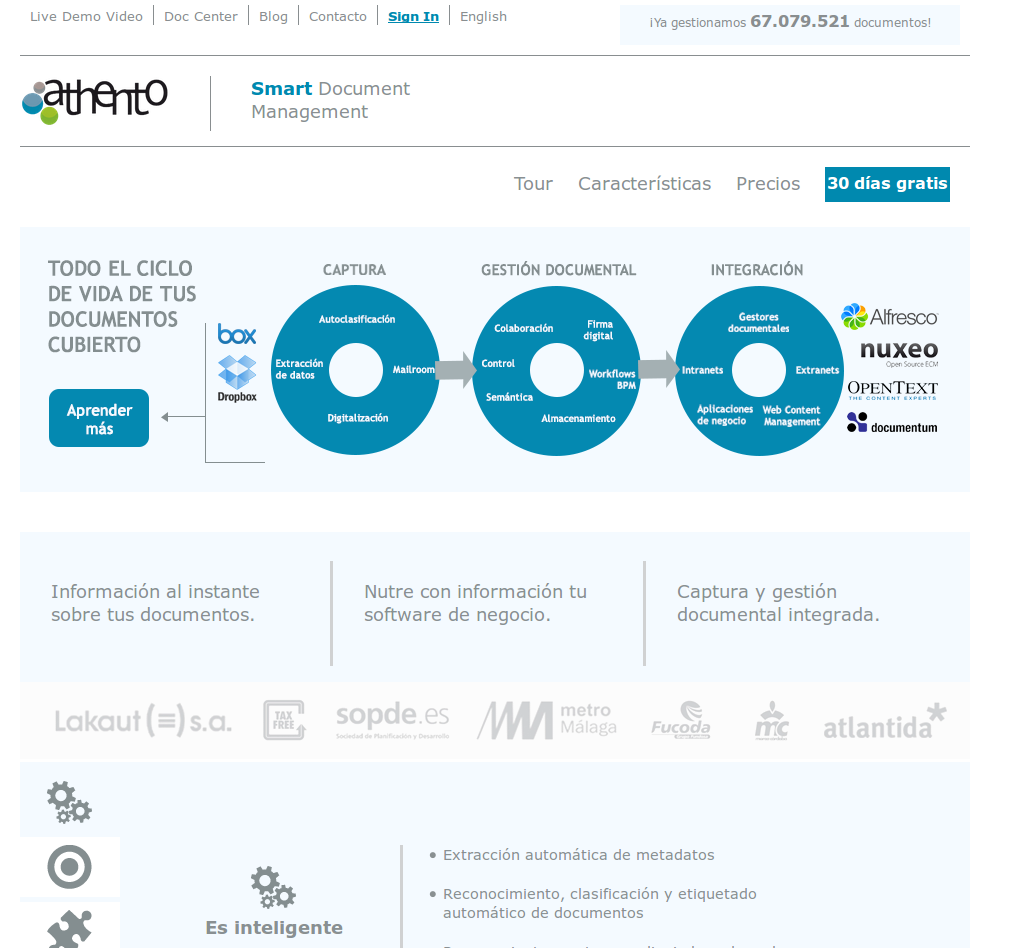 Live Demo Video
Doc Center
Blog
Contacto
Sign In
English
¡Ya gestionamos 67.079.521 documentos!
athento
Smart Document
Management
Tour
Características
Precios
30 días gratis
TODO EL CICLO
DE VIDA DE TUS
DOCUMENTOS
CUBIERTO
Aprender
más
box
Dropbox
CAPTURA
Autoclasificación
Extracción
de datos
Mailroom
Digitalización
GESTIÓN DOCUMENTAL
Colaboración
Firma
digital
Control
Workflows
BPM
Semántica
Almacenamiento
INTEGRACIÓN
Gestores
documentales
Intranets
Extranets
Aplicaciones
de negocio
Web Content
Management
Alfresco
nuxeo
Open Source ECM
OPENTEXT
THE CONTENT EXPERTS
documentum
Información al instante
sobre tus documentos.
Nutre con información tu
software de negocio.
Captura y gestión
documental integrada.
Lakaut(≡)s.a.
TAX
FREE
sopde.es
Sociedad de Planificación y Desarrollo
metro
Málaga
Fucoda
mc
atlantida*
Es inteligente
• Extracción automática de metadatos
• Reconocimiento, clasificación y etiquetado
automático de documentos